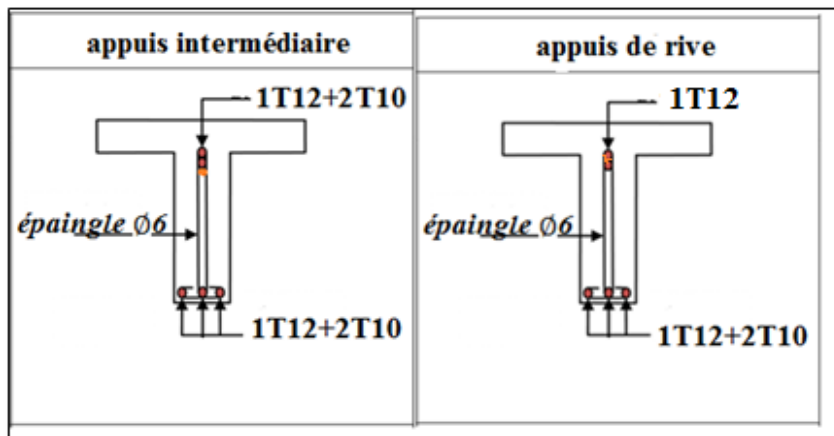 appuis intermédiaire
1T12+2T10
épaingle Ø6
1T12+2T10
appuis de rive
1T12
épaingle Ø6
1T12+2T10